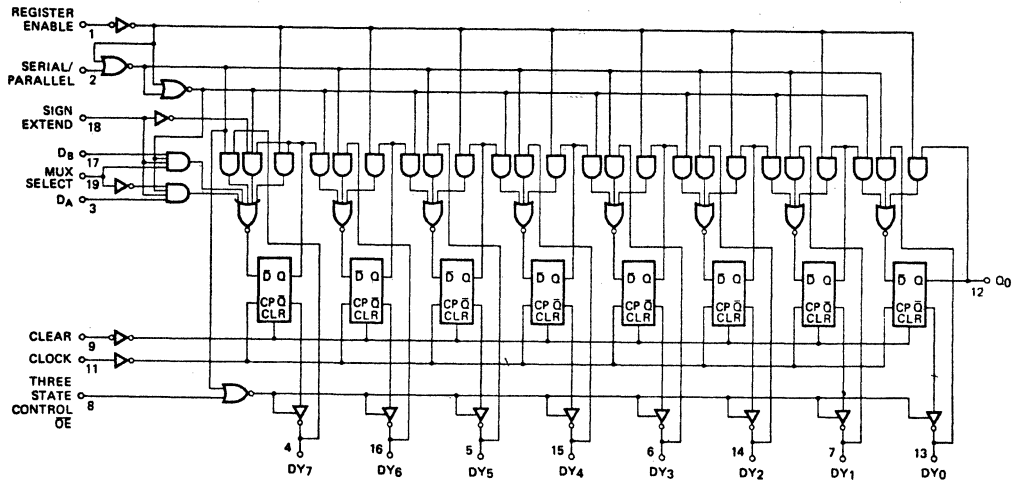 REGISTER
ENABLE
1
SERIAL/
PARALLEL
2
SIGN
EXTEND
18
DB
17
MUX
SELECT
19
DA
3
D Q
CP Q
CLR
D Q
CP Q
CLR
D Q
CP Q
CLR
D Q
CP Q
CLR
D Q
CP Q
CLR
D Q
CP Q
CLR
D Q
CP Q
CLR
D Q
CP Q
CLR
12
Q0
CLEAR
9
CLOCK
11
THREE
STATE
CONTROL
OE
8
4
DY7
16
DY6
5
DY5
15
DY4
6
DY3
14
DY2
7
DY1
13
DY0